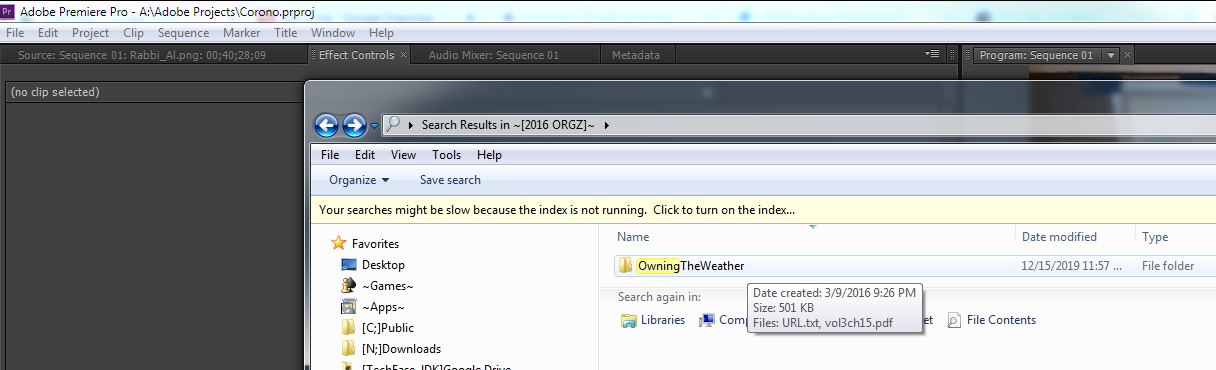 Pr Adobe Premiere Pro - A:\Adobe Projects\Corono.prproj
File Edit Project Clip Sequence Marker Title Window Help
Source: Sequence 01: Rabbi_Al.png: 00;40;28;09 Effect Controls Audio Mixer: Sequence 01 Metadata Program: Sequence 01
(no clip selected)
Search Results in ~[2016 ORGZ]~
File Edit View Tools Help
Organize Save search
Your searches might be slow because the index is not running. Click to turn on the index...
Favorites
Desktop
~Games~
~Apps~
[C;]Public
[N;]Downloads
[TechFase JDK]Google Drive
Name Date modified Type
OwningTheWeather 12/15/2019 11:57 ... File folder
Date created: 3/9/2016 9:26 PM
Size: 501 KB
Files: URL.txt, vol3ch15.pdf
Search again in:
Libraries Comp et File Contents